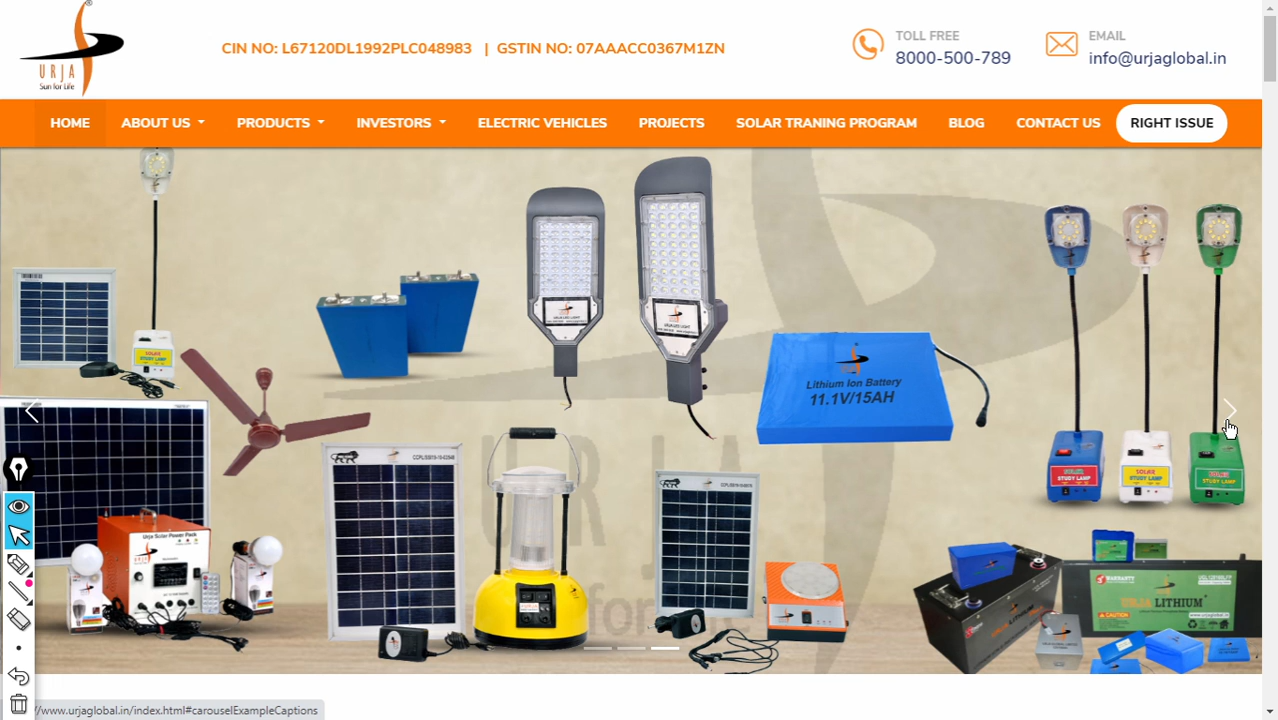 URJA
Sun for Life
CIN NO: L67120DL1992PLC048983 | GSTIN NO: 07AAACC0367M1ZN
TOLL FREE
8000-500-789
EMAIL
info@urjaglobal.in
HOME ABOUT US PRODUCTS INVESTORS ELECTRIC VEHICLES PROJECTS SOLAR TRANING PROGRAM BLOG CONTACT US RIGHT ISSUE
Lithium Ion Battery
11.1V/15AH
SOLAR
STUDY LAMP
SOLAR
STUDY LAMP
SOLAR
STUDY LAMP
SOLAR
STUDY LAMP
Urja Solar Power Pack
URJA
WARRANTY
CAUTION
URJA LITHIUM
/www.urjaglobal.in/index.html#carouselExampleCaptions